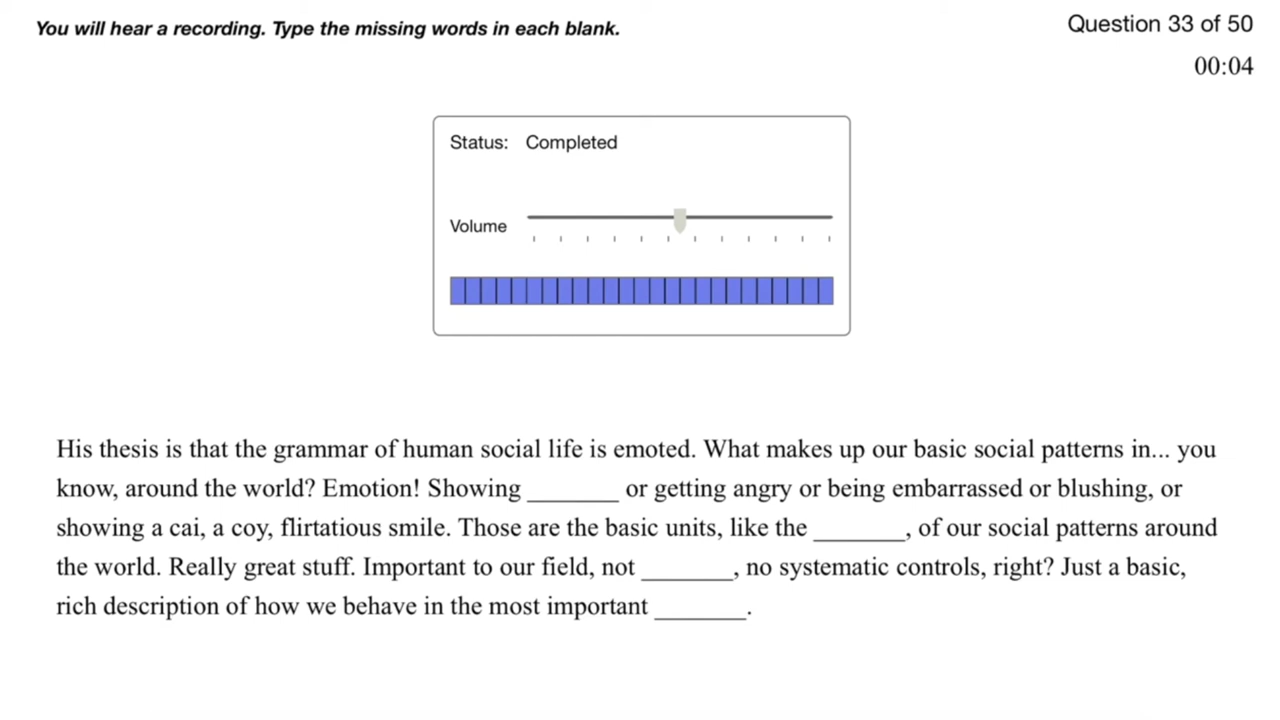 You will hear a recording. Type the missing words in each blank.
Question 33 of 50
00:04
Status: Completed
Volume
His thesis is that the grammar of human social life is emoted. What makes up our basic social patterns in... you
know, around the world? Emotion! Showing _______ or getting angry or being embarrassed or blushing, or
showing a cai, a coy, flirtatious smile. Those are the basic units, like the _______, of our social patterns around
the world. Really great stuff. Important to our field, not _______, no systematic controls, right? Just a basic,
rich description of how we behave in the most important _______.